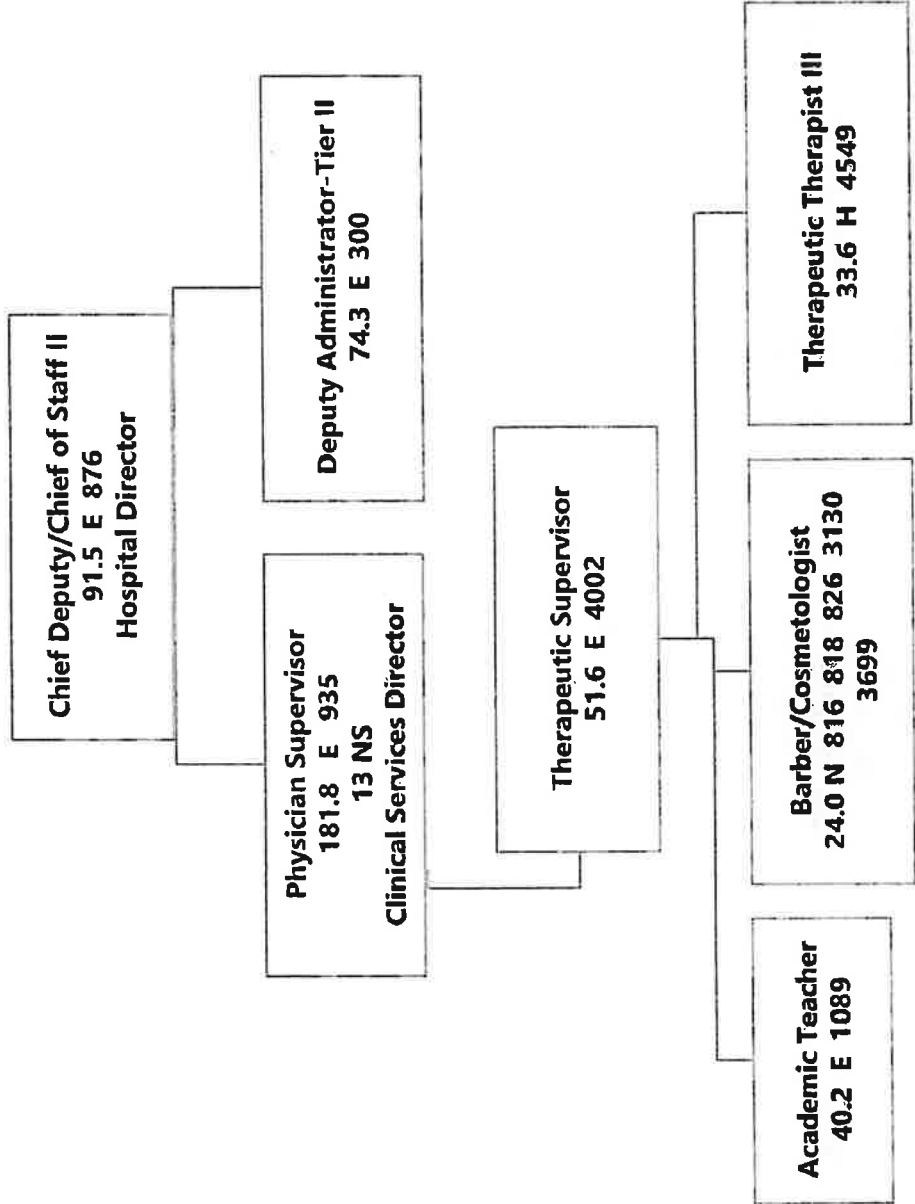 Chief Deputy/Chief of Staff II
91.5 E 876
Hospital Director
Physician Supervisor
181.8 E 935
13 NS
Clinical Services Director
Deputy Administrator-Tier II
74.3 E 300
Therapeutic Supervisor
51.6 E 4002
Academic Teacher
40.2 E 1089
Barber/Cosmetologist
24.0 N 816 818 826 3130
3699
Therapeutic Therapist III
33.6 H 4549